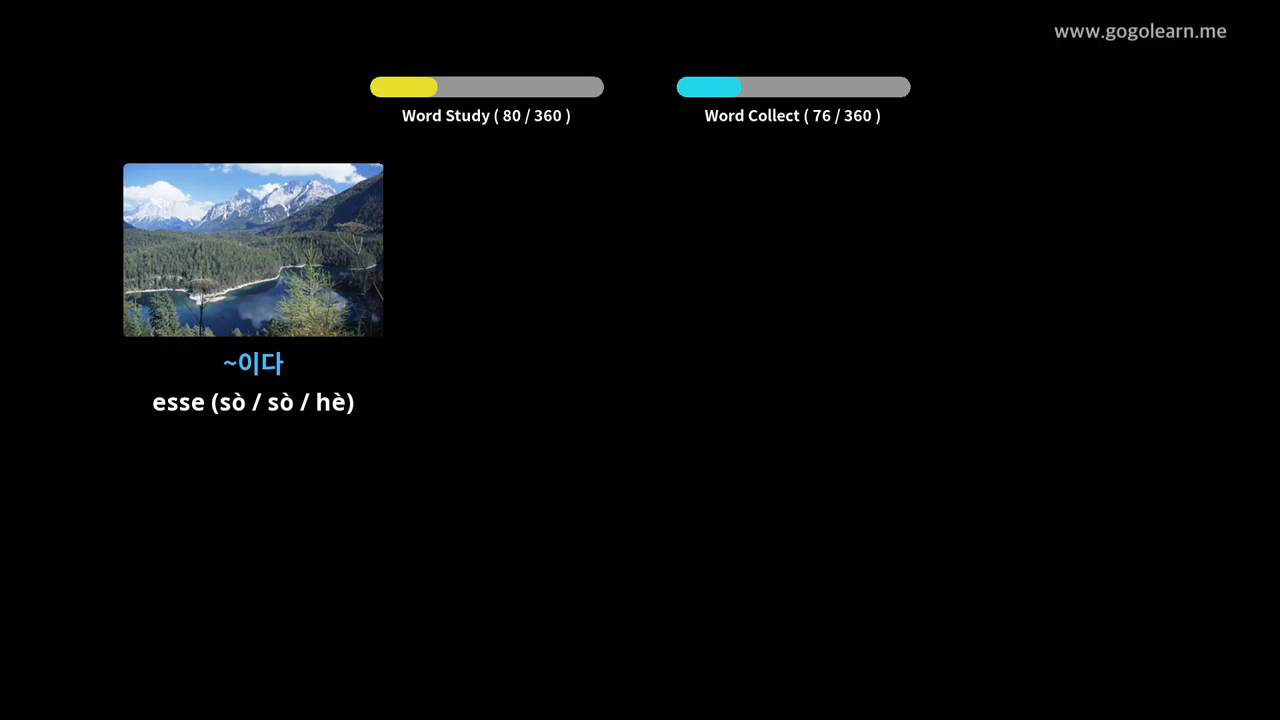 www.gogolearn.me
Word Study ( 80 / 360 )
Word Collect ( 76 / 360 )
~이다
esse (sò / sò / hè)